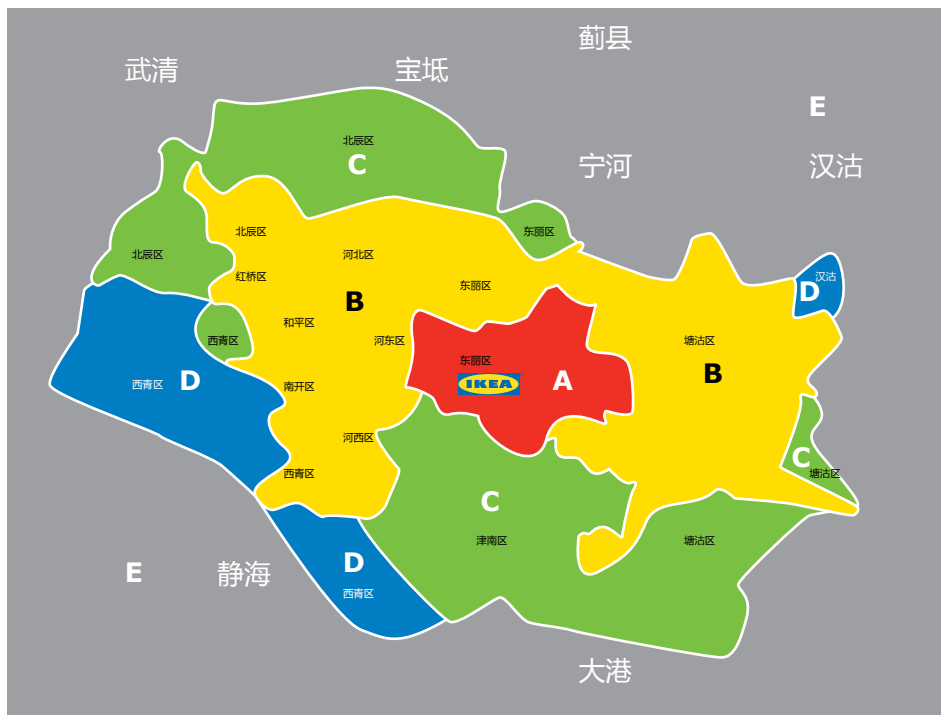 蓟县
武清
宝坻
E
北辰区
C
宁河
汉沽
北辰区
东丽区
北辰区
河北区
红桥区
东丽区
汉沽
D
B
和平区
西青区
河东区
塘沽区
东丽区
IKEA
A
B
西青区
D
南开区
河西区
西青区
C
塘沽区
C
津南区
塘沽区
D
西青区
E
静海
大港